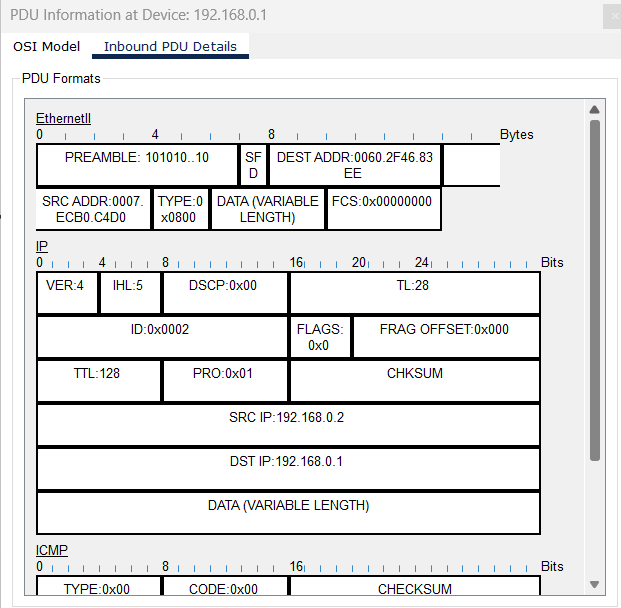 PDU Information at Device: 192.168.0.1
OSI Model Inbound PDU Details
PDU Formats
EthernetII
0 4 8 Bytes
PREAMBLE: 101010..10 SF DEST ADDR:0060.2F46.83
D EE
SRC ADDR:0007. TYPE:0 DATA (VARIABLE FCS:0x00000000
ECB0.C4D0 x0800 LENGTH)
IP
0 4 8 16 20 24 Bits
VER:4 IHL:5 DSCP:0x00 TL:28
ID:0x0002 FLAGS: FRAG OFFSET:0x000
0x0
TTL:128 PRO:0x01 CHKSUM
SRC IP:192.168.0.2
DST IP:192.168.0.1
DATA (VARIABLE LENGTH)
ICMP
0 8 16 Bits
TYPE:0x00 CODE:0x00 CHECKSUM